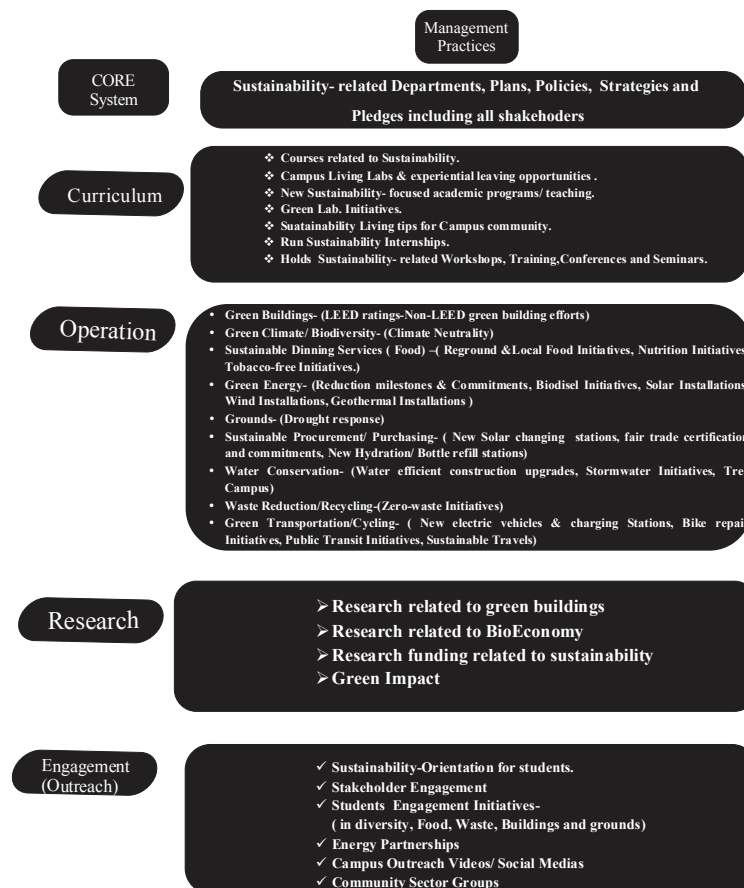 Management
Practices
CORE
System
Sustainability- related Departments, Plans, Policies, Strategies and
Pledges including all shakehoders
Curriculum
❖ Courses related to Sustainability.
❖ Campus Living Labs & experiential leaving opportunities .
❖ New Sustainability- focused academic programs/ teaching.
❖ Green Lab. Initiatives.
❖ Suatainability Living tips for Campus community.
❖ Run Sustainability Internships.
❖ Holds Sustainability- related Workshops, Training,Conferences and Seminars.
Operation
• Green Buildings- (LEED ratings-Non-LEED green building efforts)
• Green Climate/ Biodiversity- (Climate Neutrality)
• Sustainable Dinning Services ( Food) –( Reground &Local Food Initiatives, Nutrition Initiatives
Tobacco-free Initiatives.)
• Green Energy- (Reduction milestones & Commitments, Biodisel Initiatives, Solar Installations
Wind Installations, Geothermal Installations )
• Grounds- (Drought response)
• Sustainable Procurement/ Purchasing- ( New Solar changing stations, fair trade certification
and commitments, New Hydration/ Bottle refill stations)
• Water Conservation- (Water efficient construction upgrades, Stormwater Initiatives, Tre
Campus)
• Waste Reduction/Recycling-(Zero-waste Initiatives)
• Green Transportation/Cycling- ( New electric vehicles & charging Stations, Bike repai
Initiatives, Public Transit Initiatives, Sustainable Travels)
Research
➢ Research related to green buildings
➢ Research related to BioEconomy
➢ Research funding related to sustainability
➢ Green Impact
Engagement
(Outreach)
✓ Sustainability-Orientation for students.
✓ Stakeholder Engagement
✓ Students Engagement Initiatives-
( in diversity, Food, Waste, Buildings and grounds)
✓ Energy Partnerships
✓ Campus Outreach Videos/ Social Medias
✓ Community Sector Groups